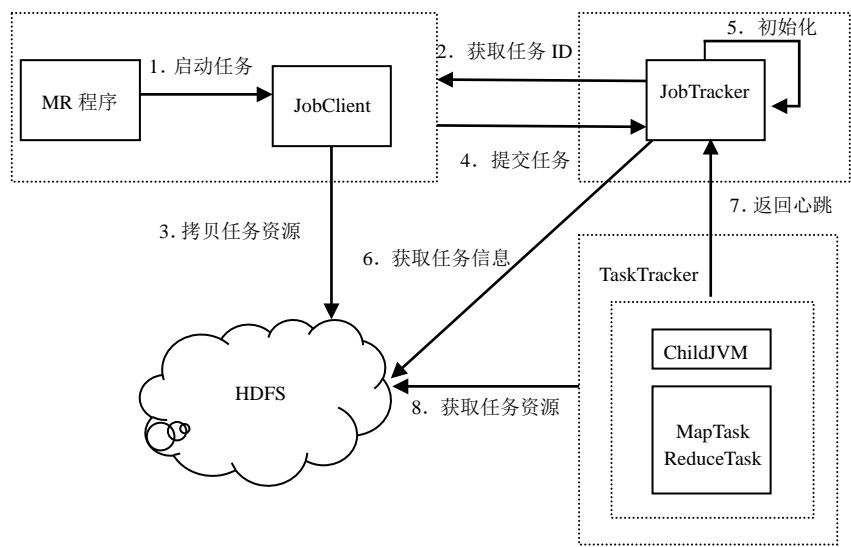 5．初始化
2．获取任务 ID
1．启动任务
MR 程序
JobClient
JobTracker
4．提交任务
3．拷贝任务资源
7．返回心跳
6．获取任务信息
TaskTracker
ChildJVM
HDFS
8．获取任务资源
MapTask
ReduceTask